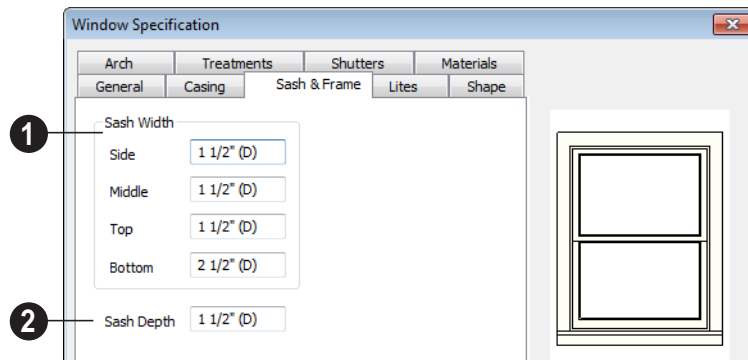 Window Specification
Arch Treatments Shutters Materials
General Casing Sash & Frame Lites Shape
1 Sash Width
Side 1 1/2" (D)
Middle 1 1/2" (D)
Top 1 1/2" (D)
Bottom 2 1/2" (D)
2 Sash Depth 1 1/2" (D)